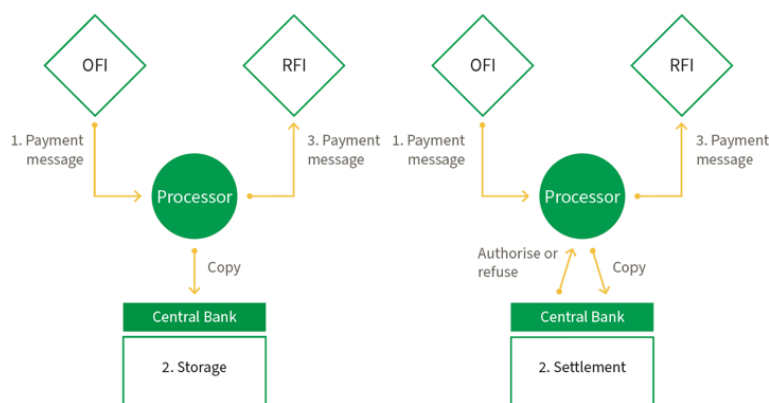 OFI
RFI
1. Payment
message
3. Payment
message
Processor
Copy
Central Bank
2. Storage
OFI
RFI
1. Payment
message
3. Payment
message
Processor
Authorise or
refuse
Copy
Central Bank
2. Settlement